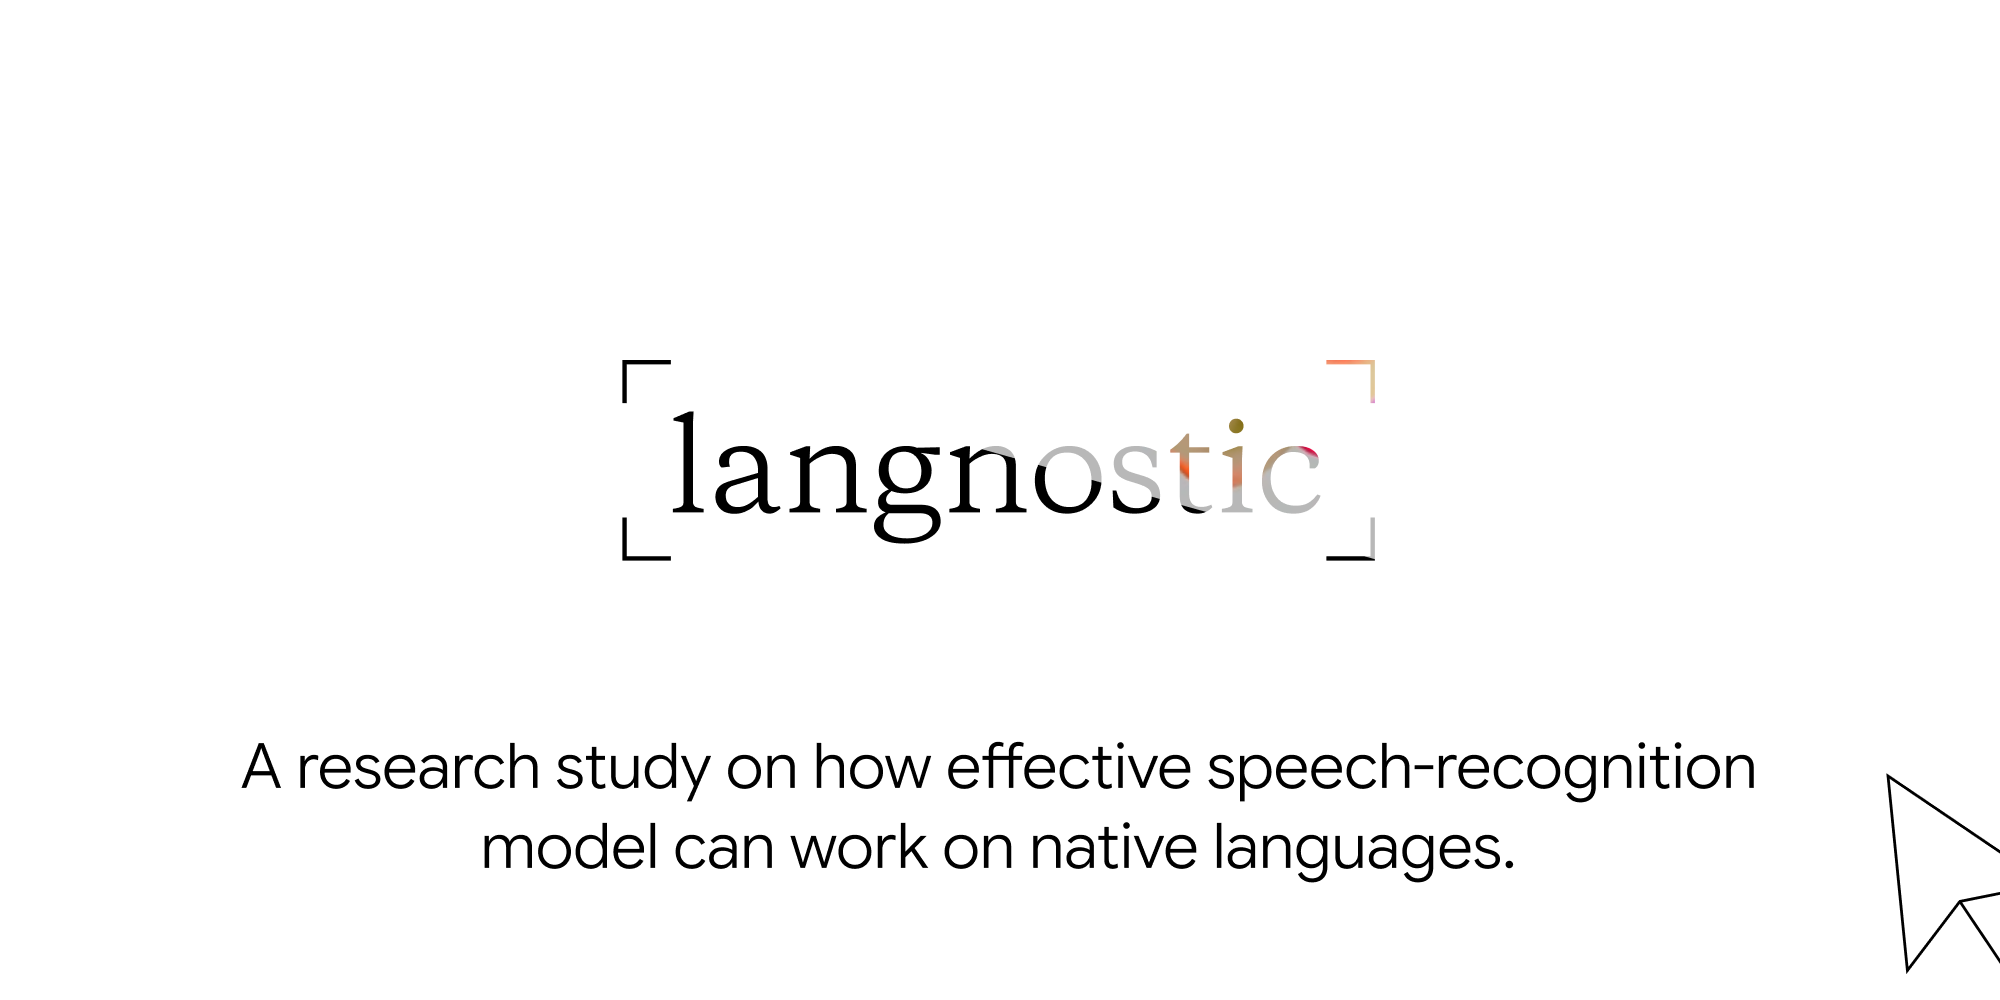 langnostic
A research study on how effective speech-recognition
model can work on native languages.